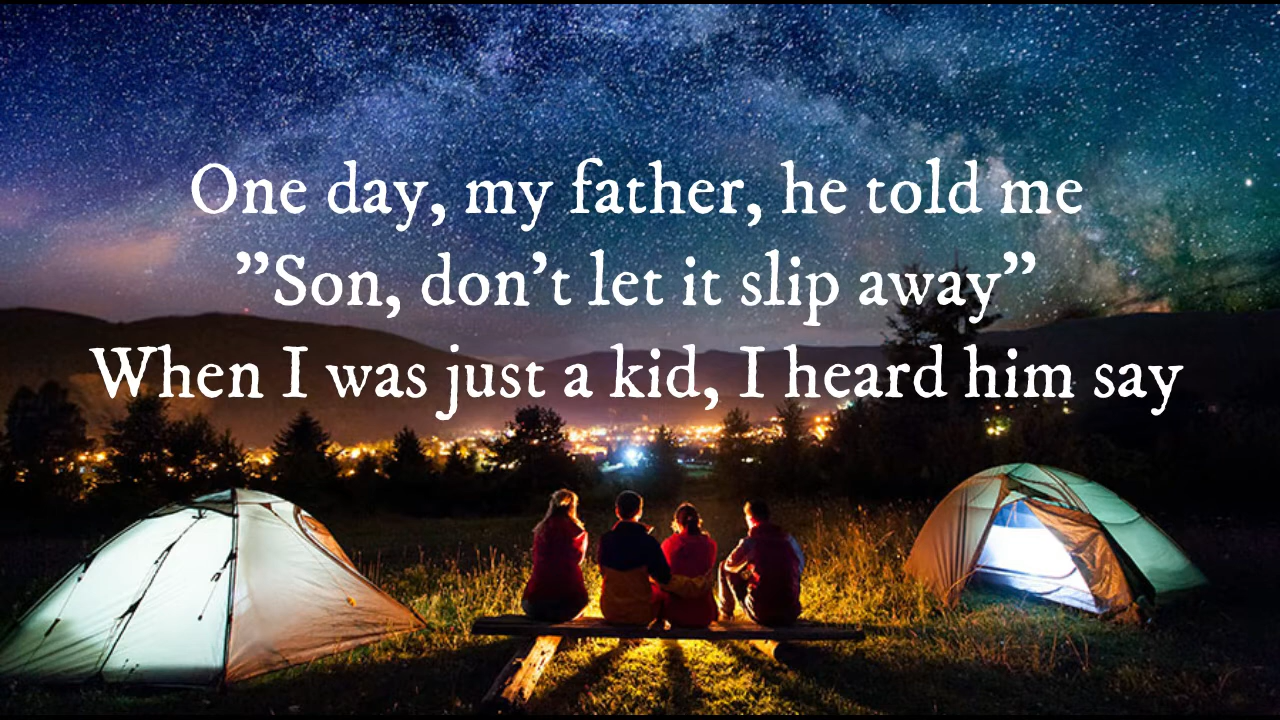 One day, my father, he told me
”Son, don’t let it slip away”
When I was just a kid, I heard him say